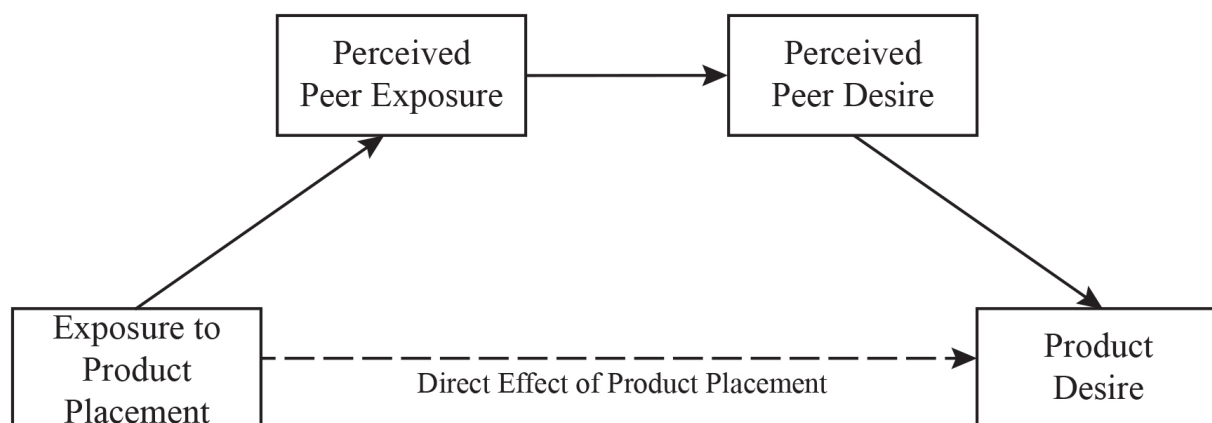 Perceived
Peer Exposure
Perceived
Peer Desire
Exposure to
Product
Placement
Direct Effect of Product Placement
Product
Desire